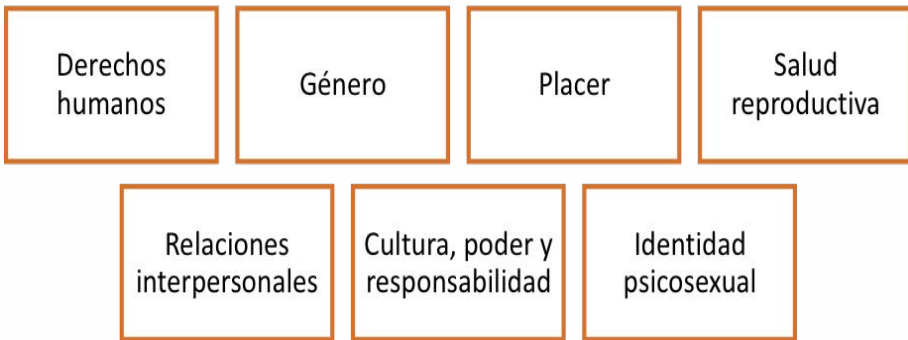 Derechos
humanos
Género
Placer
Salud
reproductiva
Relaciones
interpersonales
Cultura, poder y
responsabilidad
Identidad
psicosexual